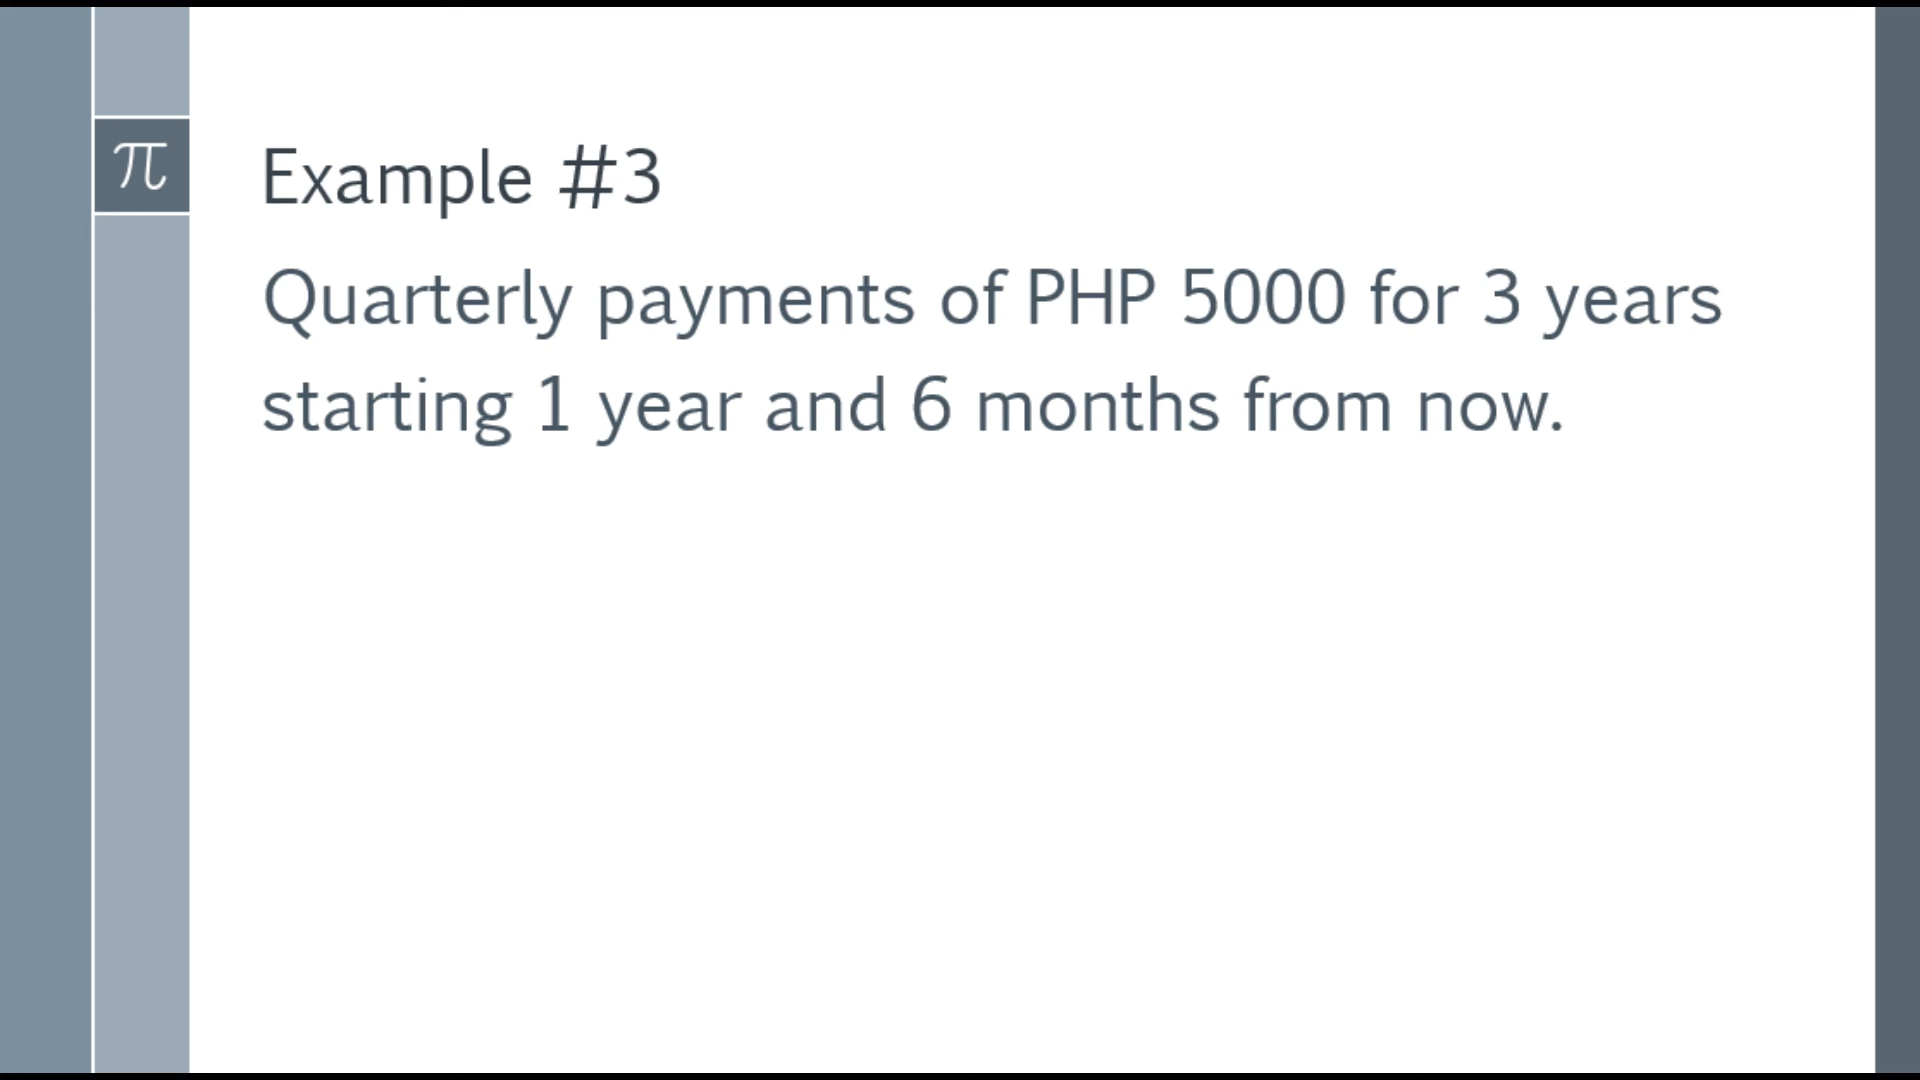 π
Example #3
Quarterly payments of PHP 5000 for 3 years
starting 1 year and 6 months from now.